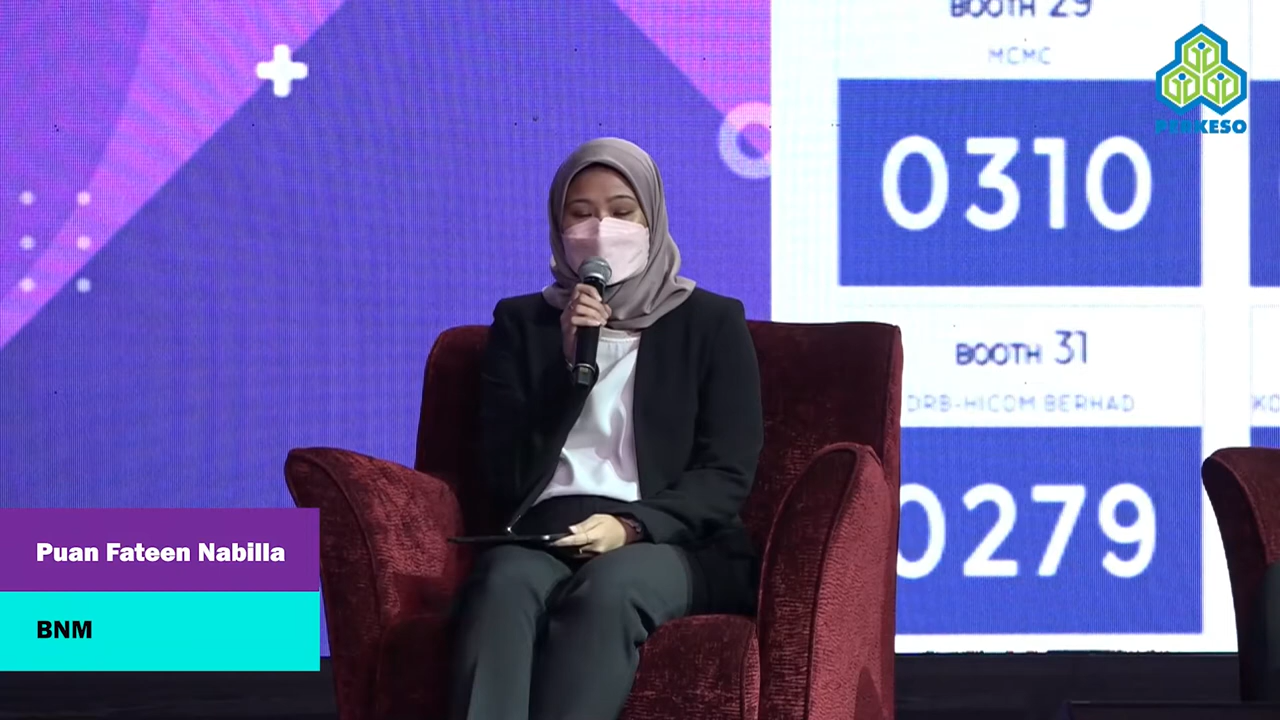 BOOTH 29
MCMC
0310
PERKESO
BOOTH 31
DRB-HICOM BERHAD
0279
Puan Fateen Nabilla
BNM